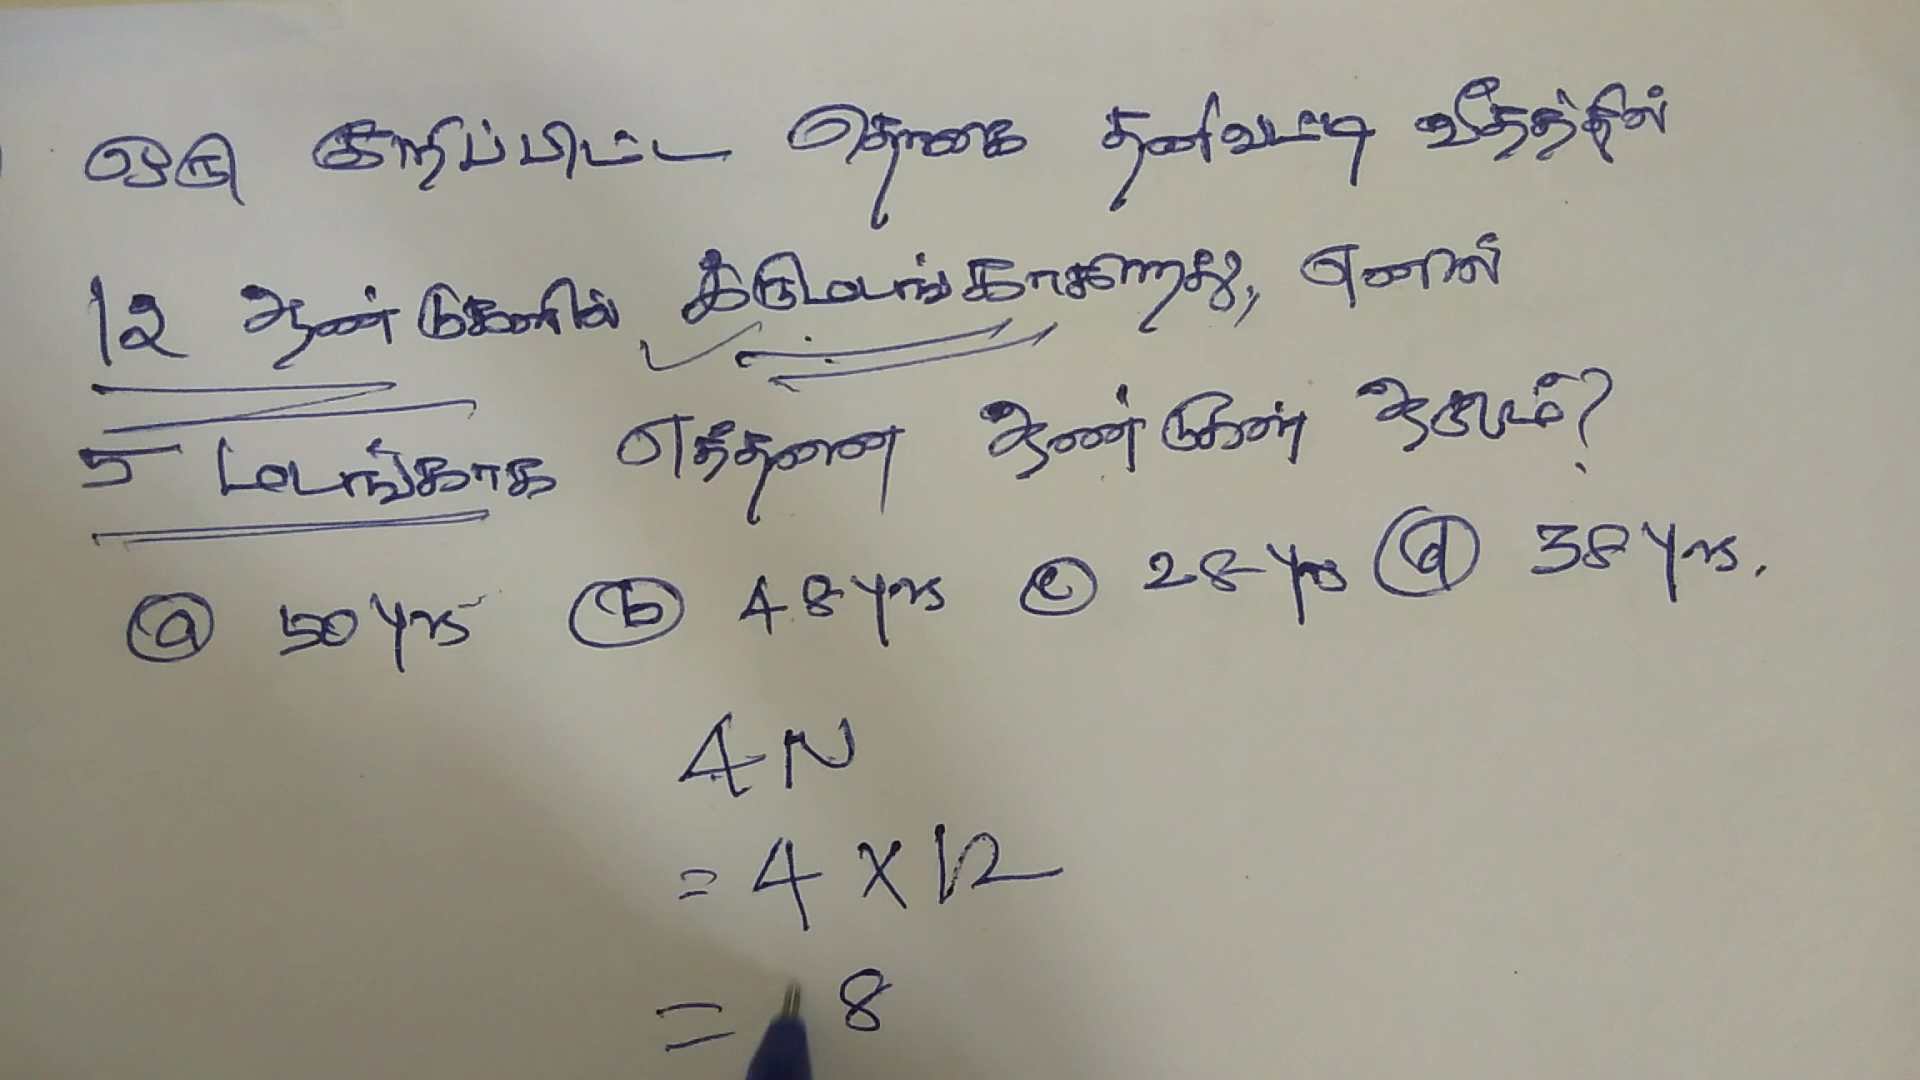 ஒரு குறிப்பிட்ட தொகை தனிவட்டி வீதத்தில்
12 ஆண்டுகளில் இருமடங்காகிறது, எனில்
5 மடங்காக எத்தனை ஆண்டுகள் ஆகும்?
ⓐ 50 yrs ⓑ 48 yrs ⓒ 28 yrs ⓓ 38 yrs.
4N
= 4 x 12
= 8